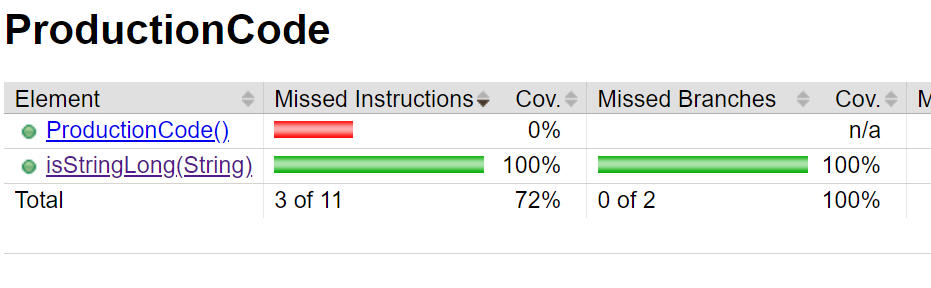 ProductionCode
Element Missed Instructions Cov. Missed Branches Cov. M
ProductionCode() 0% n/a
isStringLong(String) 100% 100%
Total 3 of 11 72% 0 of 2 100%